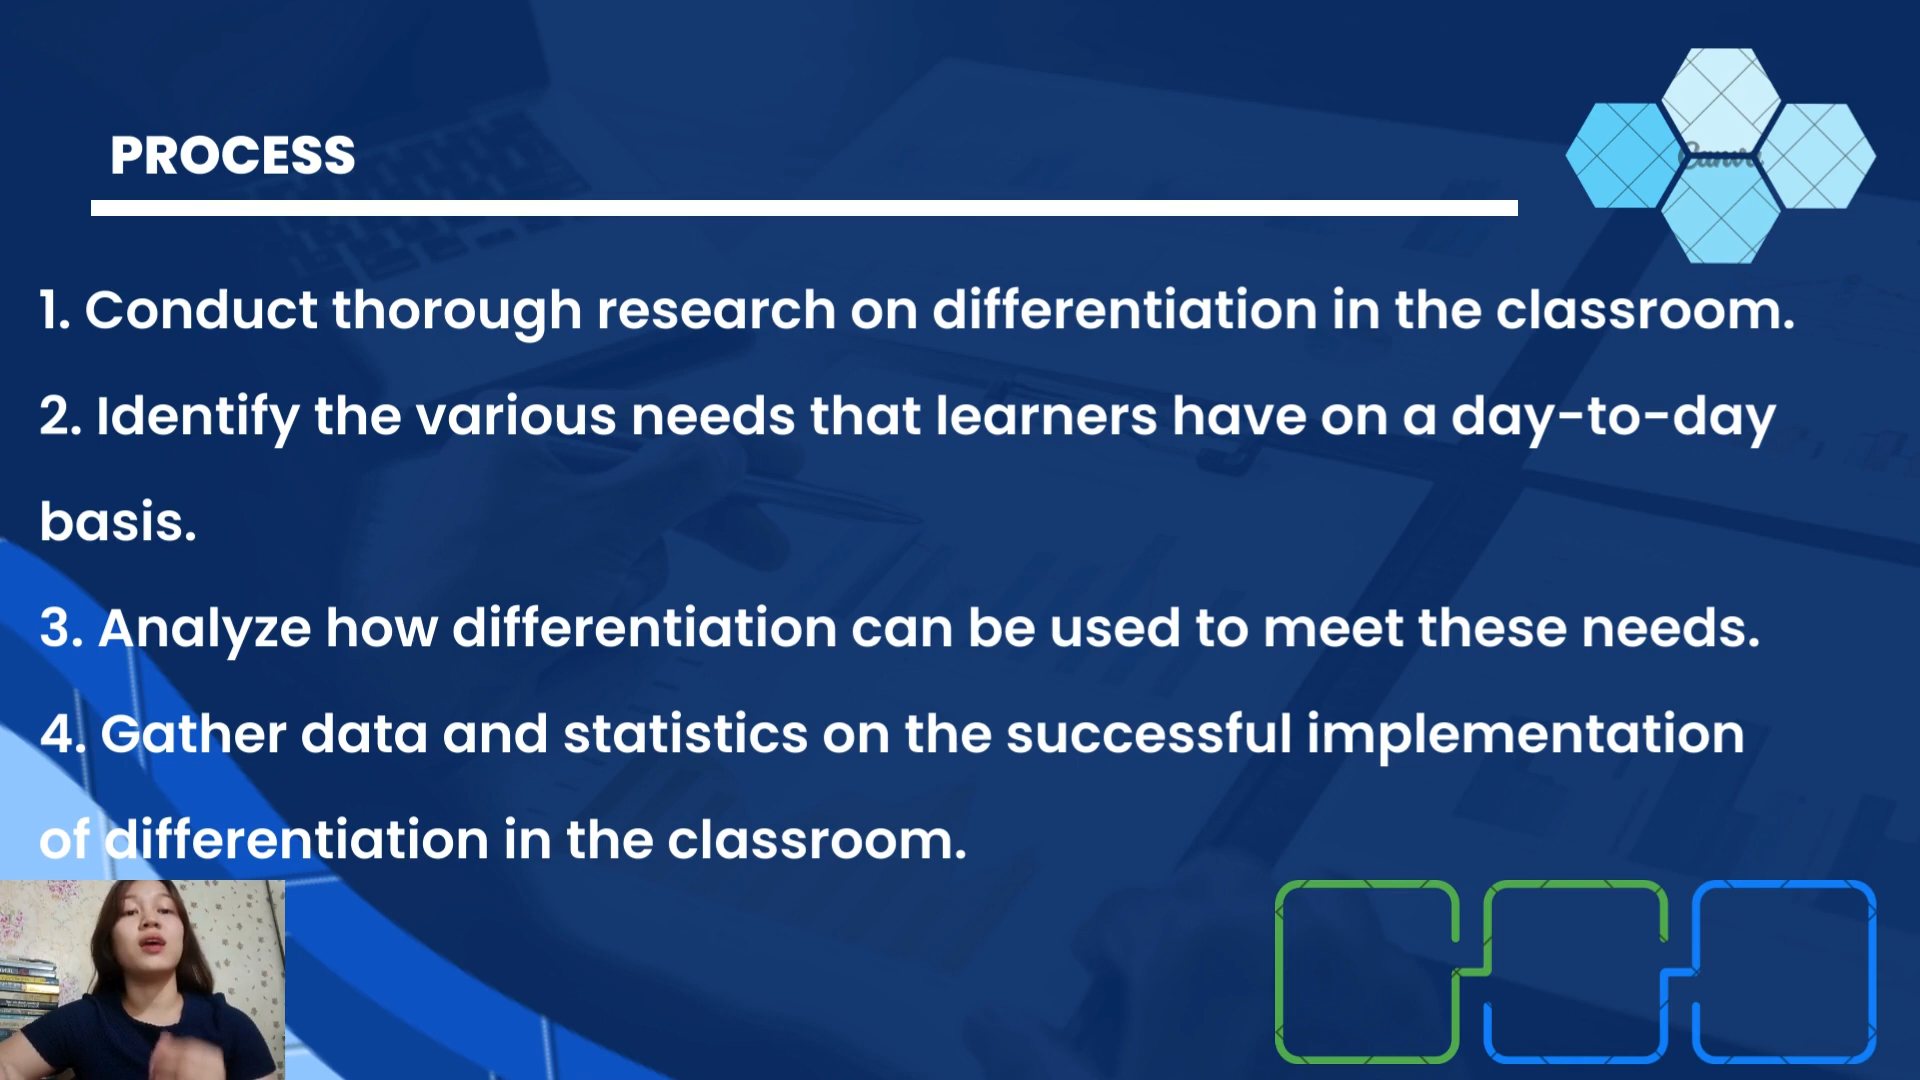 PROCESS
Canva
1. Conduct thorough research on differentiation in the classroom.
2. Identify the various needs that learners have on a day-to-day
basis.
3. Analyze how differentiation can be used to meet these needs.
4. Gather data and statistics on the successful implementation
of differentiation in the classroom.